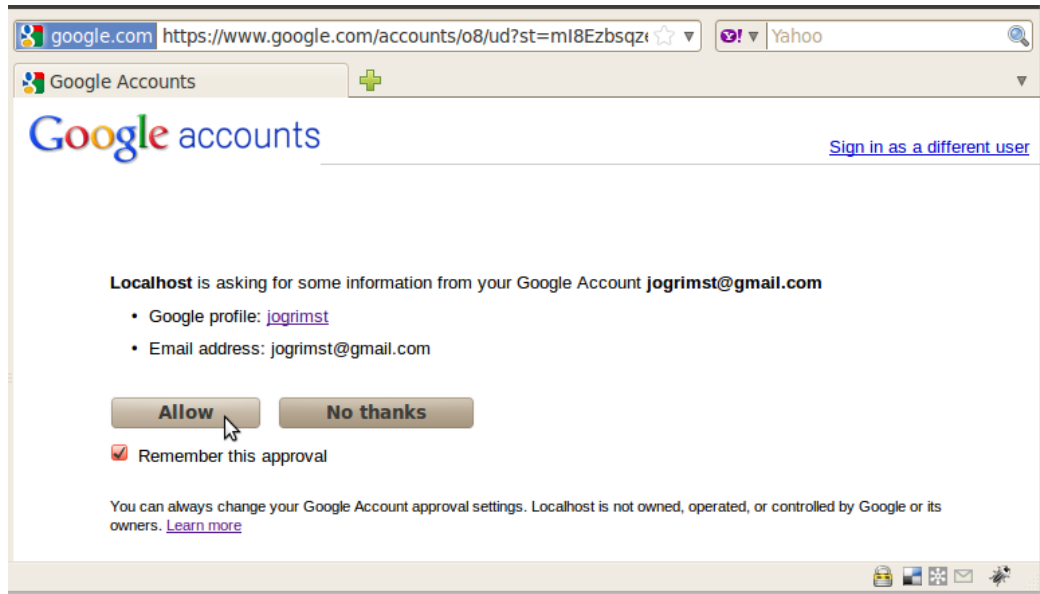 google.com https://www.google.com/accounts/o8/ud?st=mI8Ezbsqz Yahoo
Google Accounts
Google accounts
Sign in as a different user
Localhost is asking for some information from your Google Account jogrimst@gmail.com
• Google profile: jogrimst
• Email address: jogrimst@gmail.com
Allow No thanks
Remember this approval
You can always change your Google Account approval settings. Localhost is not owned, operated, or controlled by Google or its
owners. Learn more